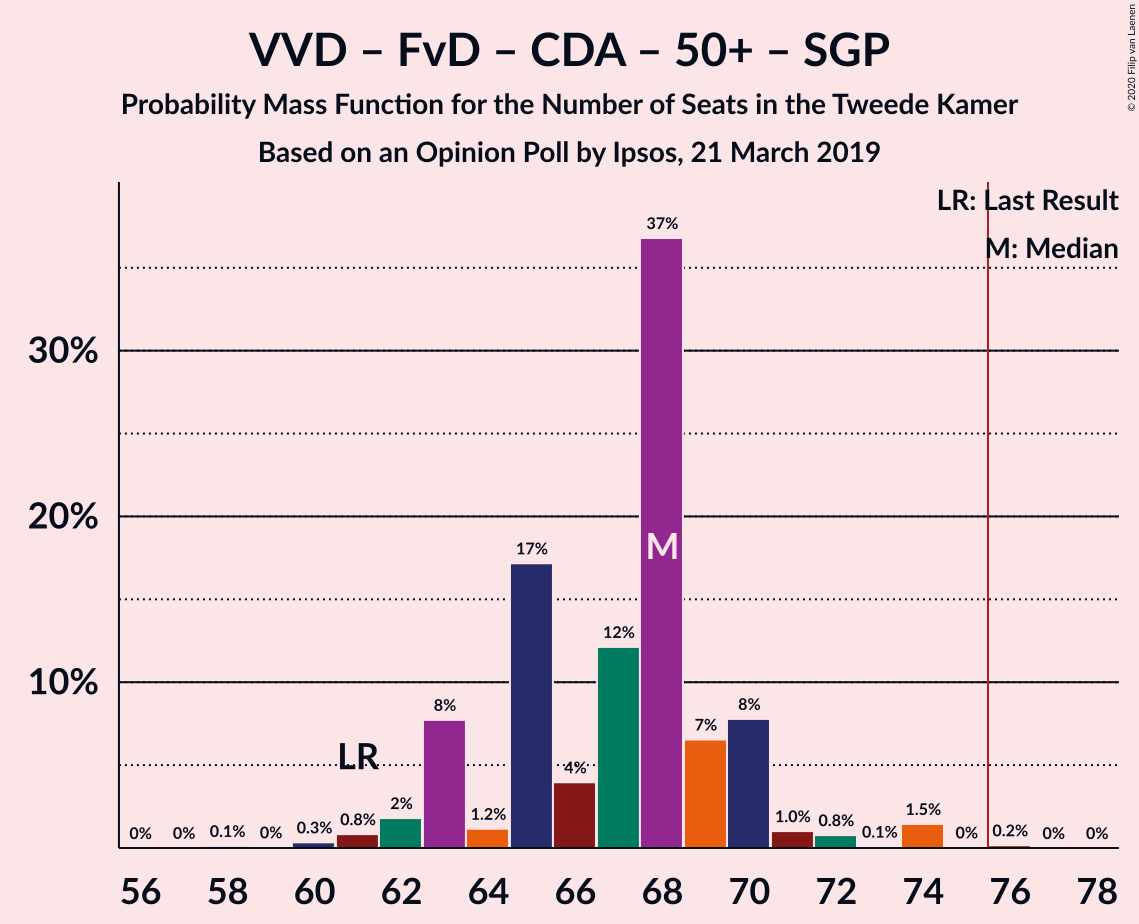 VVD – FvD – CDA – 50+ – SGP
Probability Mass Function for the Number of Seats in the Tweede Kamer
Based on an Opinion Poll by Ipsos, 21 March 2019
© 2020 Filip van Laenen
LR: Last Result
M: Median
30%
20%
10%
0%
0%
0.1%
0%
0.3%
0.8%
2%
8%
1.2%
17%
4%
12%
37%
7%
8%
1.0%
0.8%
0.1%
1.5%
0%
0.2%
0%
0%
LR
M
56 58 60 62 64 66 68 70 72 74 76 78